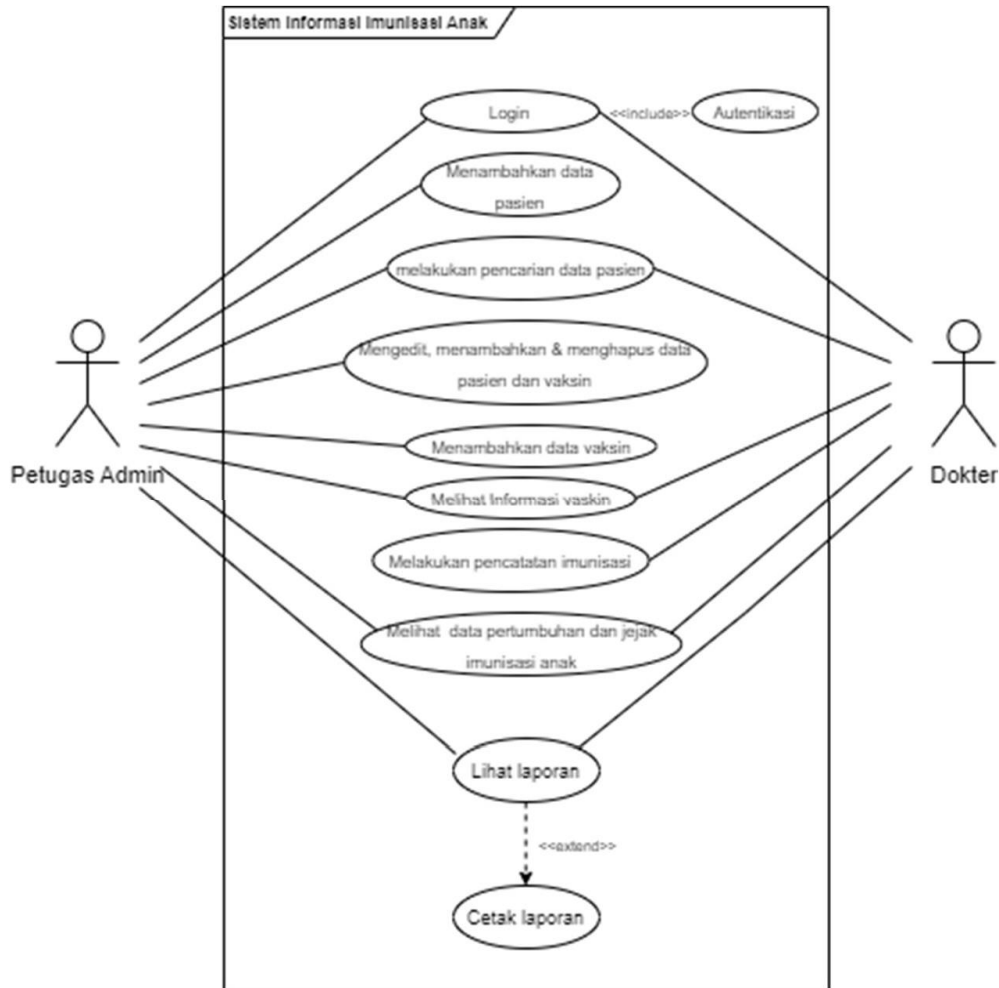 Sistem Informasi Imunisasi Anak
Login
<<include>>
Autentikasi
Menambahkan data
pasien
melakukan pencarian data pasien
Mengedit, menambahkan & menghapus data
pasien dan vaksin
Menambahkan data vaksin
Melihat Informasi vaskin
Petugas Admin
Dokter
Melakukan pencatatan imunisasi
Melihat data pertumbuhan dan jejak
imunisasi anak
Lihat laporan
<<extend>>
Cetak laporan